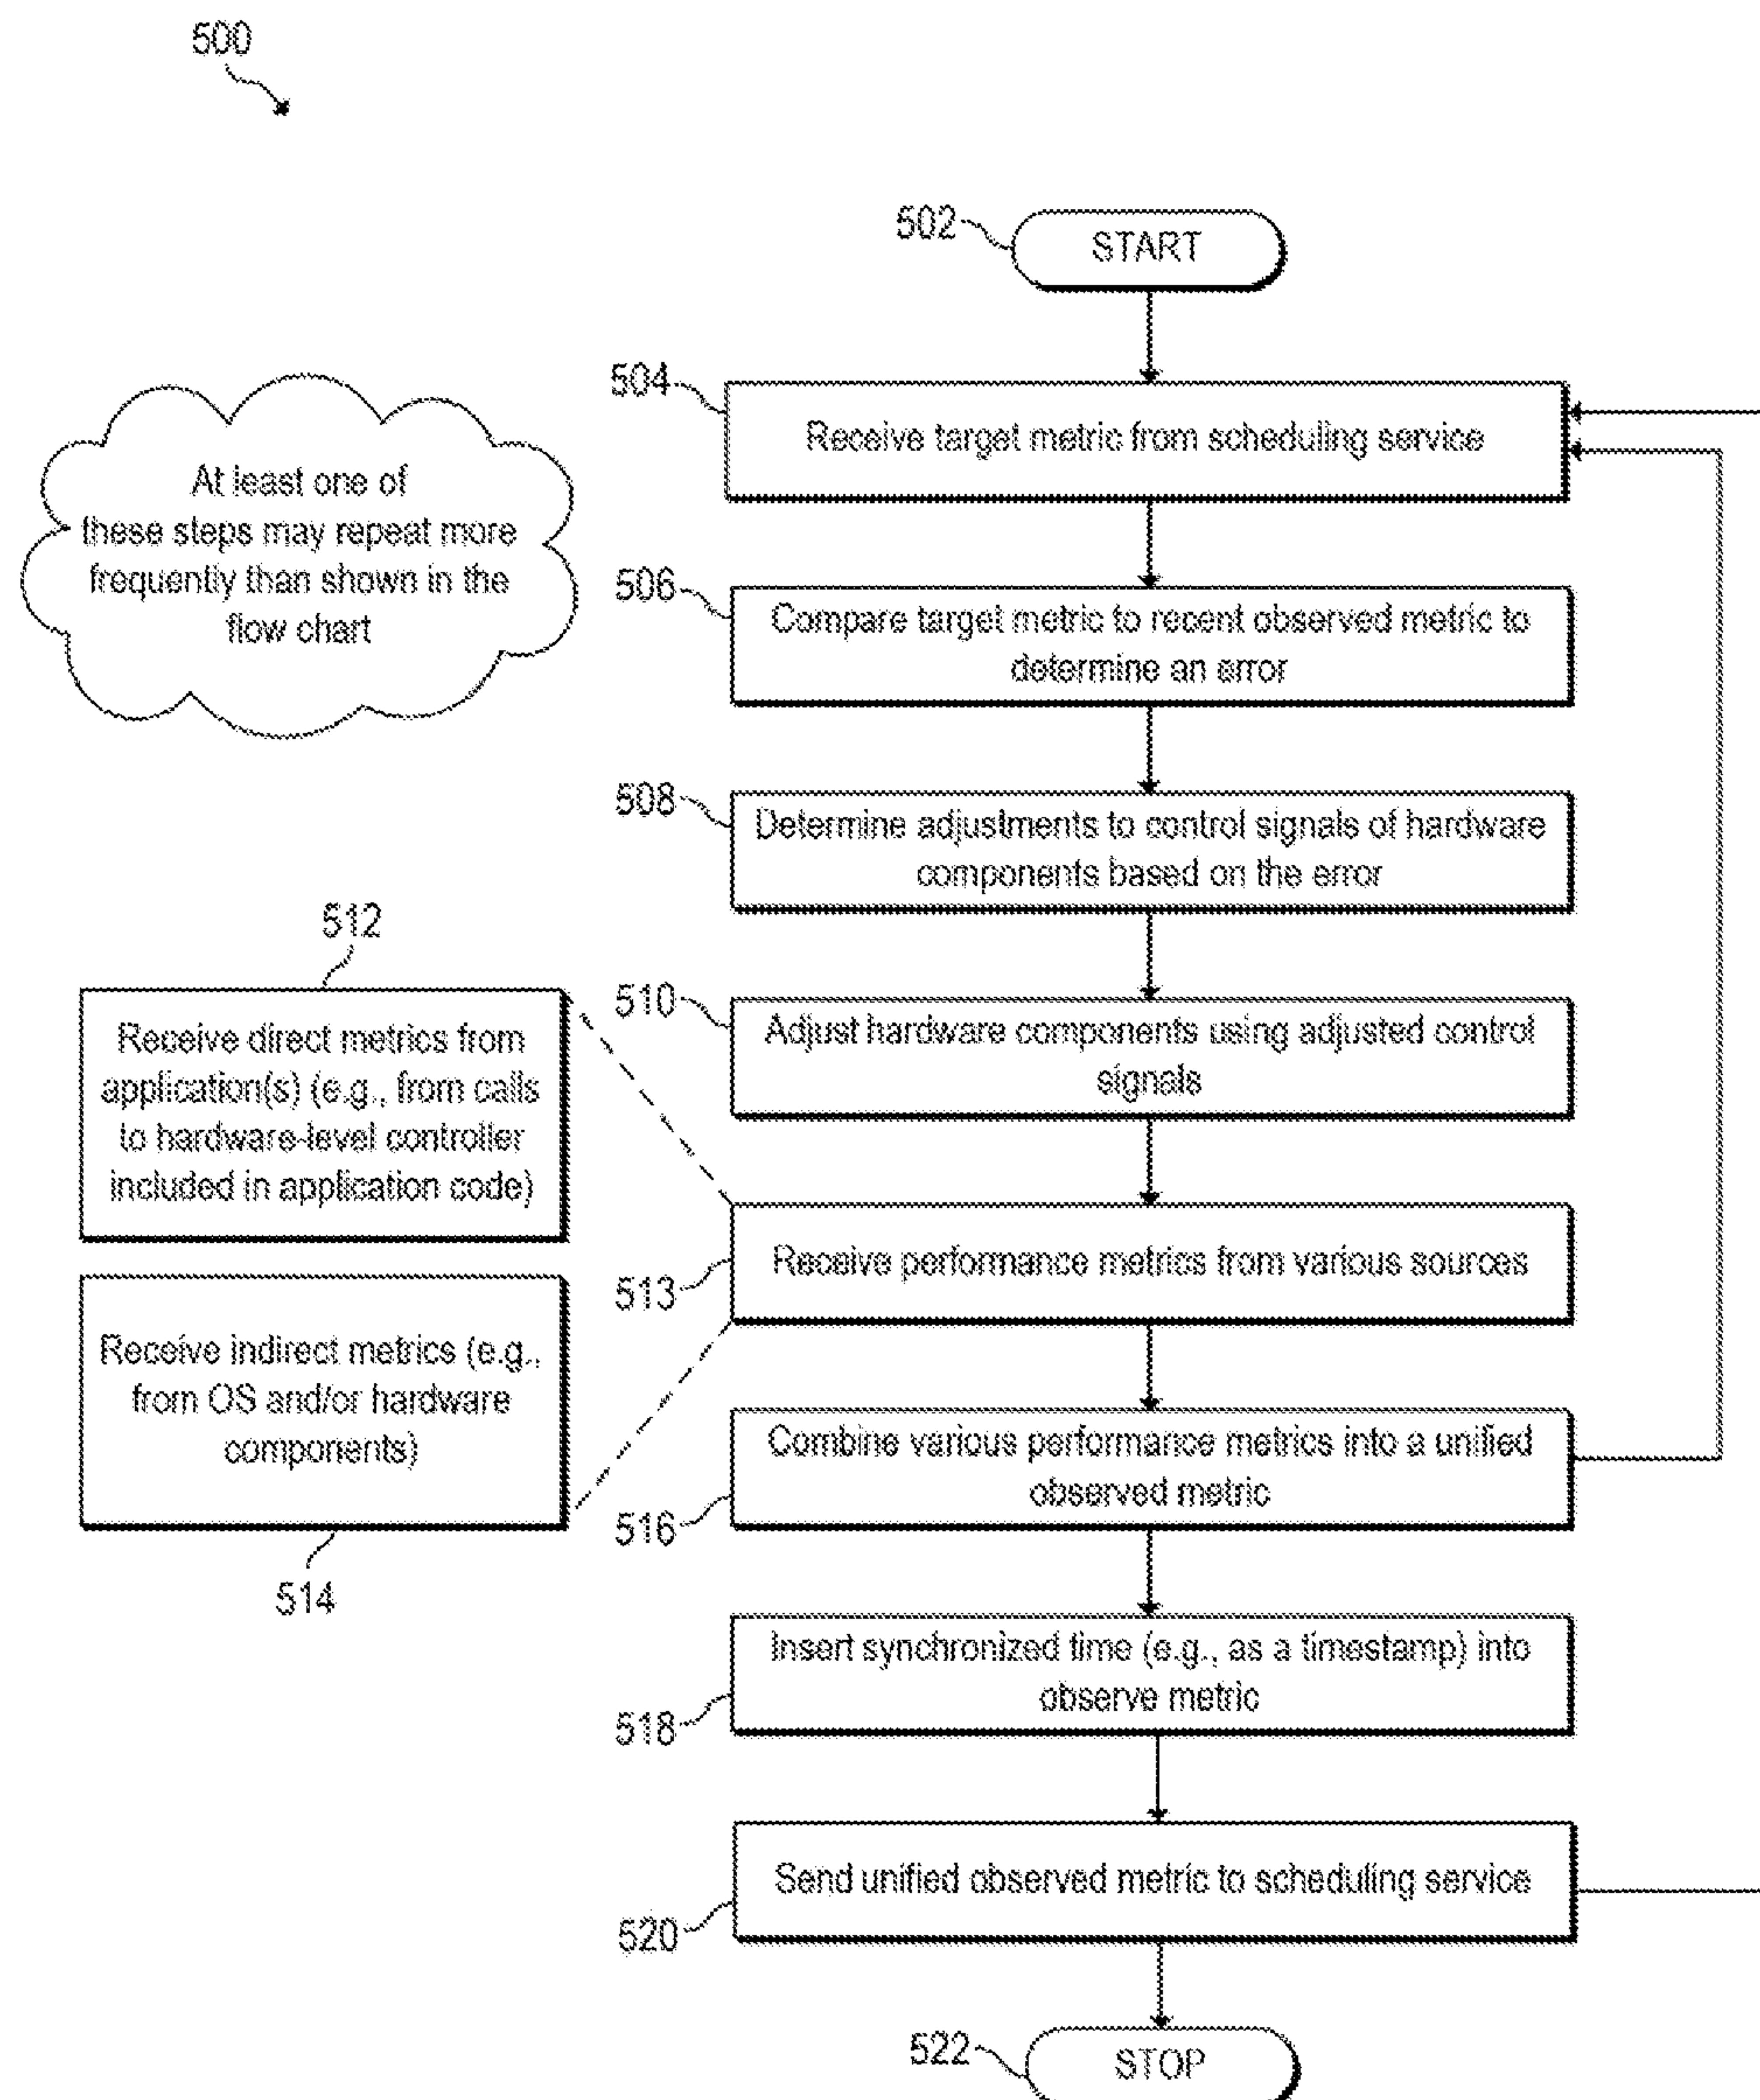 500
502
START
504
Receive target metric from scheduling service
At least one of
these steps may repeat more
frequently than shown in the
flow chart
506
Compare target metric to recent observed metric to
determine an error
508
Determine adjustments to control signals of hardware
components based on the error
510
Adjust hardware components using adjusted control
signals
512
Receive direct metrics from
application(s) (e.g., from calls
to hardware-level controller
included in application code)
513
Receive performance metrics from various sources
Receive indirect metrics (e.g.,
from OS and/or hardware
components)
514
516
Combine various performance metrics into a unified
observed metric
518
Insert synchronized time (e.g., as a timestamp) into
observe metric
520
Send unified observed metric to scheduling service
522
STOP